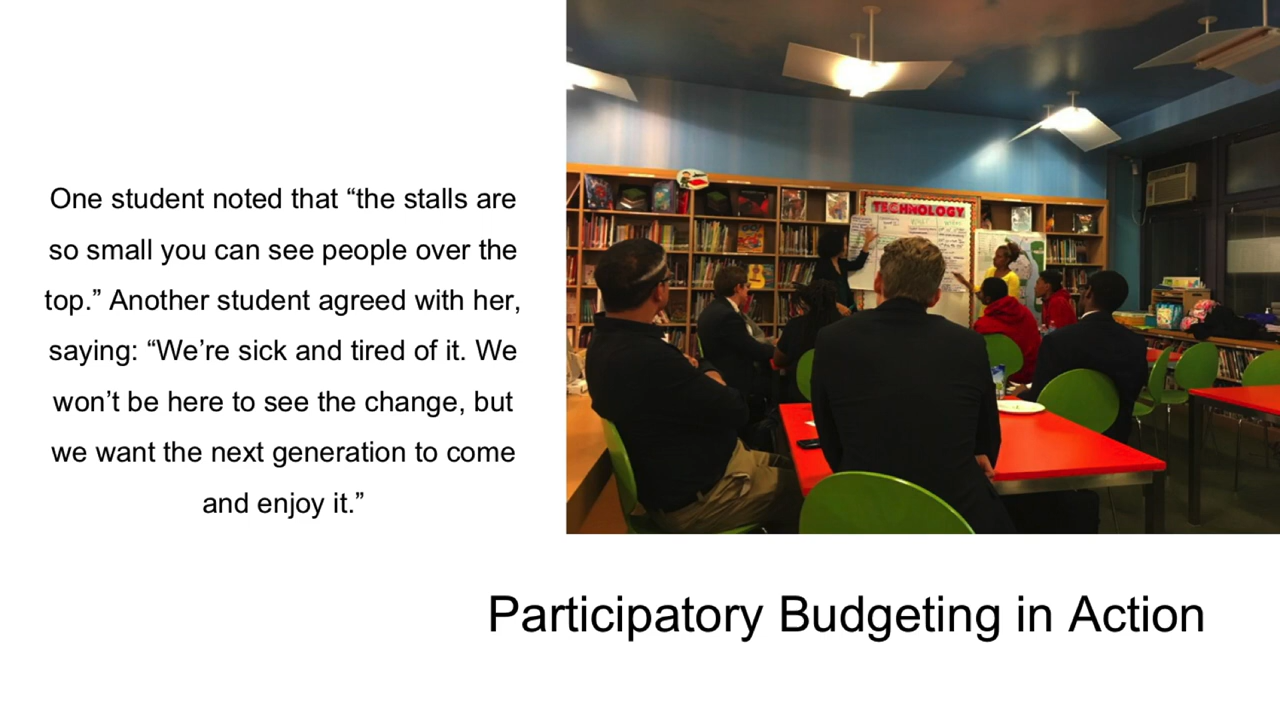 One student noted that “the stalls are
so small you can see people over the
top.” Another student agreed with her,
saying: “We’re sick and tired of it. We
won’t be here to see the change, but
we want the next generation to come
and enjoy it.”
TECHNOLOGY
Participatory Budgeting in Action